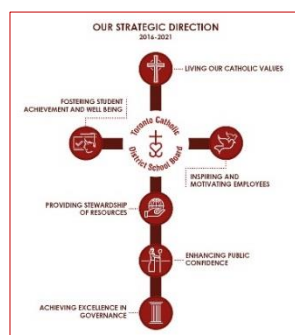 OUR STRATEGIC DIRECTION
2016-2021
LIVING OUR CATHOLIC VALUES
FOSTERING STUDENT
ACHIEVEMENT AND WELL BEING
Toronto Catholic
District School Board
INSPIRING AND
MOTIVATING EMPLOYEES
PROVIDING STEWARDSHIP
OF RESOURCES
ENHANCING PUBLIC
CONFIDENCE
ACHIEVING EXCELLENCE IN
GOVERNANCE